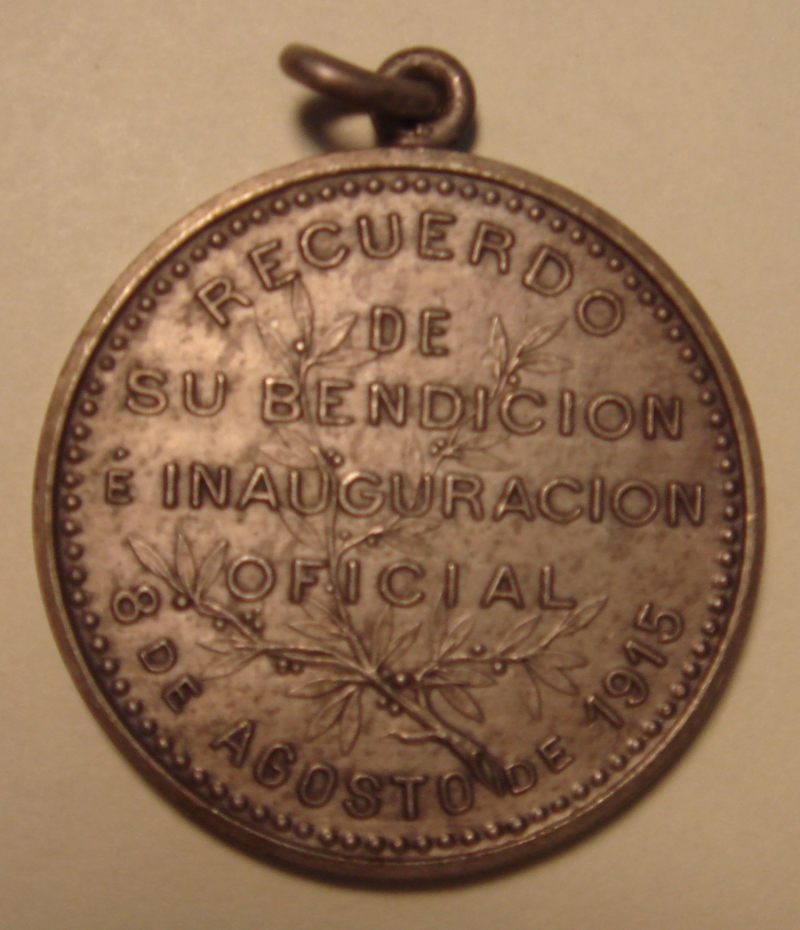 RECUERDO
DE
SU BENDICION
É INAUGURACION
OFICIAL
8 DE AGOSTO DE 1915